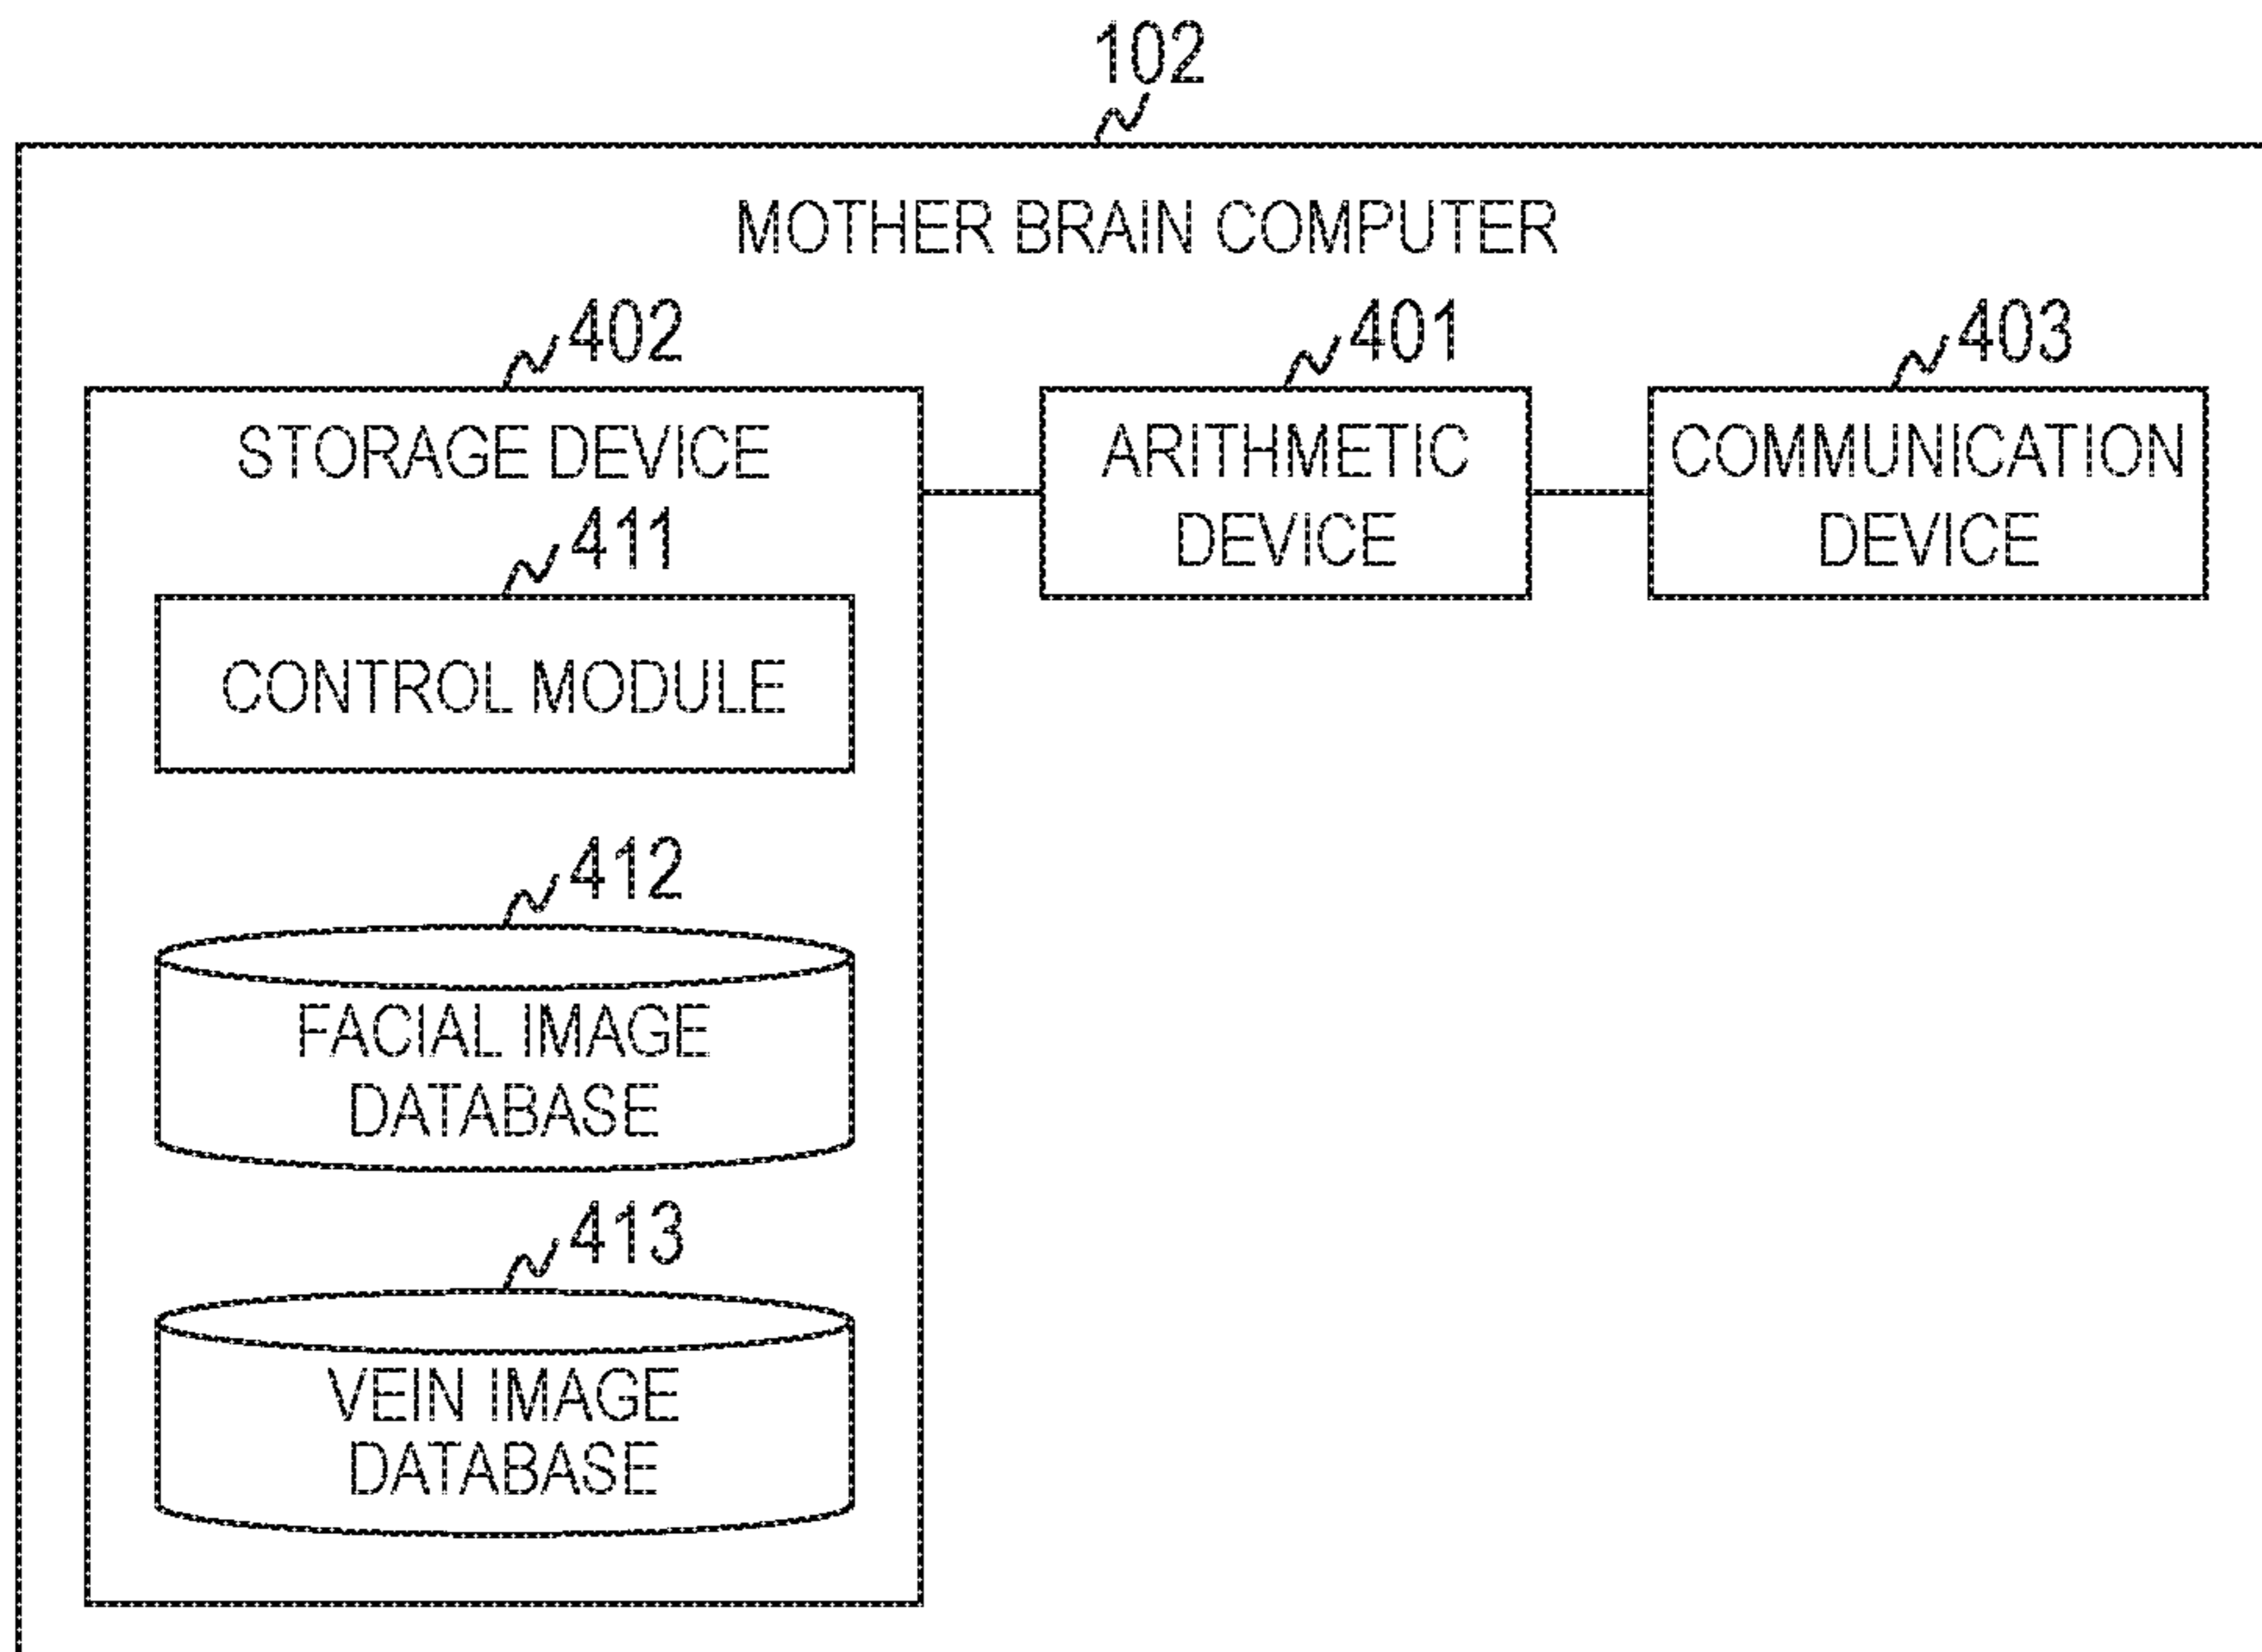 102
MOTHER BRAIN COMPUTER
402
401
403
STORAGE DEVICE
ARITHMETIC
DEVICE
COMMUNICATION
DEVICE
411
CONTROL MODULE
412
FACIAL IMAGE
DATABASE
413
VEIN IMAGE
DATABASE